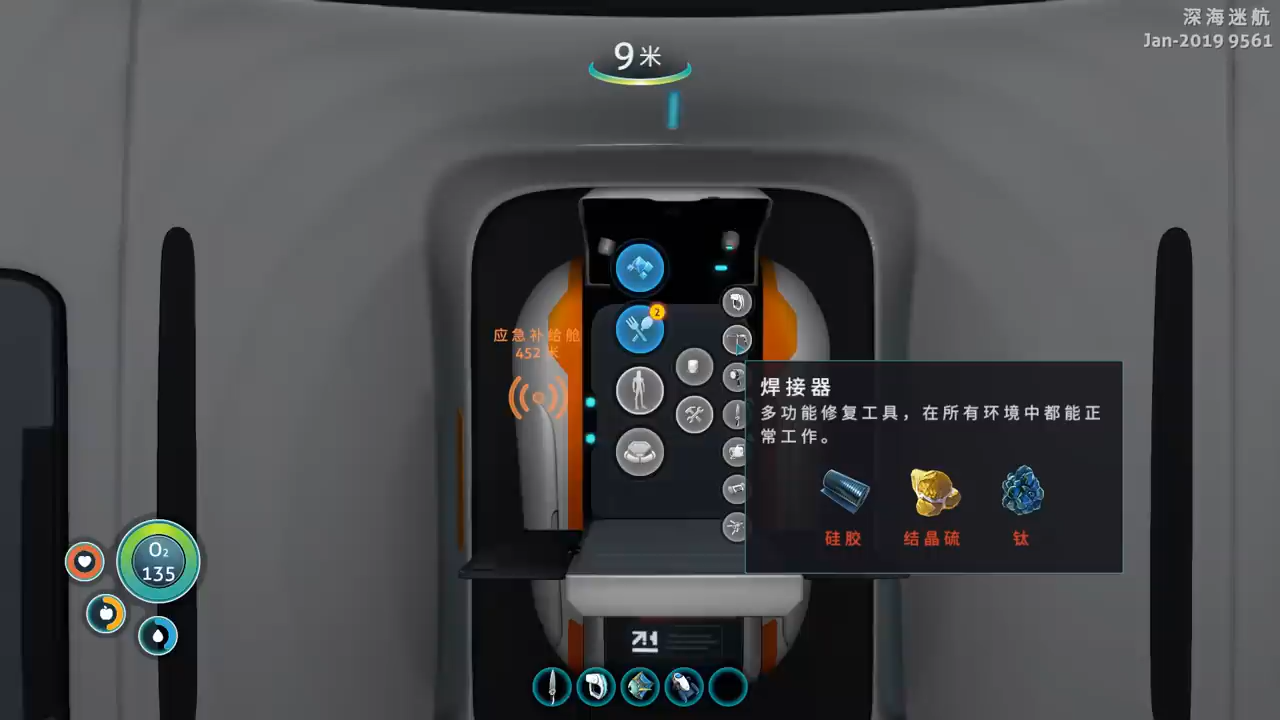 深海迷航
Jan-2019 9561
9米
2
应急补给舱
452 米
焊接器
多功能修复工具，在所有环境中都能正
常工作。
硅胶 结晶硫 钛
O₂
135